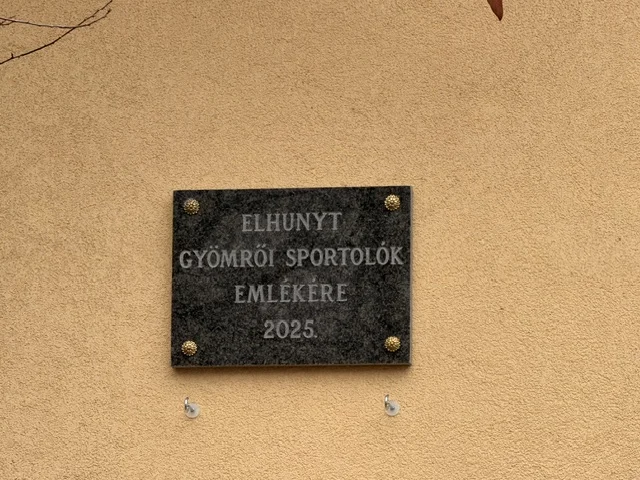 ELHUNYT
GYÖMRŐI SPORTOLÓK
EMLÉKÉRE
2025.